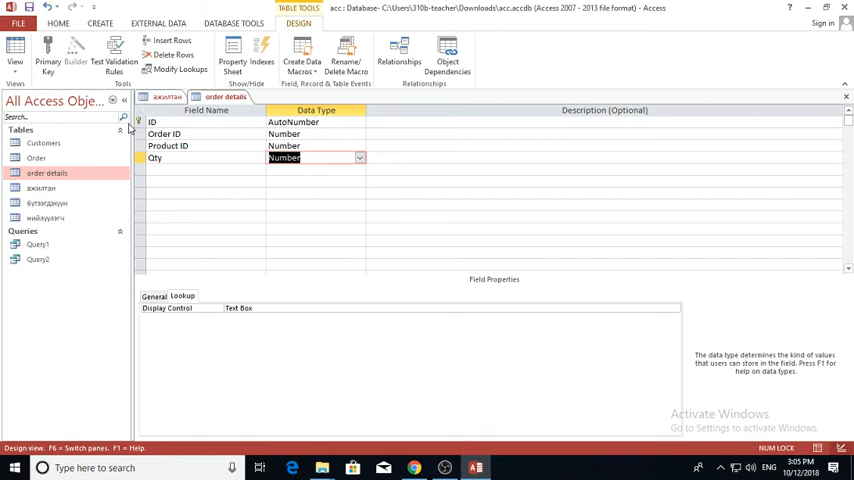 TABLE TOOLS
acc : Database- C:\Users\310b-teacher\Downloads\acc.accdb (Access 2007 - 2013 file format) - Access
FILE HOME CREATE EXTERNAL DATA DATABASE TOOLS DESIGN Sign in
View
Primary Key
Builder
Test Validation Rules
Insert Rows
Delete Rows
Modify Lookups
Property Sheet
Indexes
Create Data Macros
Rename/ Delete Macro
Relationships
Object Dependencies
Views Tools Show/Hide Field, Record & Table Events Relationships
All Access Obje...
Search...
Tables
Customers
Order
order details
ажилтан
бүтээгдэхүүн
нийлүүлэгч
Queries
Query1
Query2
ажилтан order details
Field Name Data Type Description (Optional)
ID AutoNumber
Order ID Number
Product ID Number
Qty Number
Field Properties
General Lookup
Display Control Text Box
The data type determines the kind of values
that users can store in the field. Press F1 for
help on data types.
Activate Windows
Go to Settings to activate Windows.
Design view. F6 = Switch panes. F1 = Help. NUM LOCK
Type here to search
ENG
3:05 PM
10/12/2018